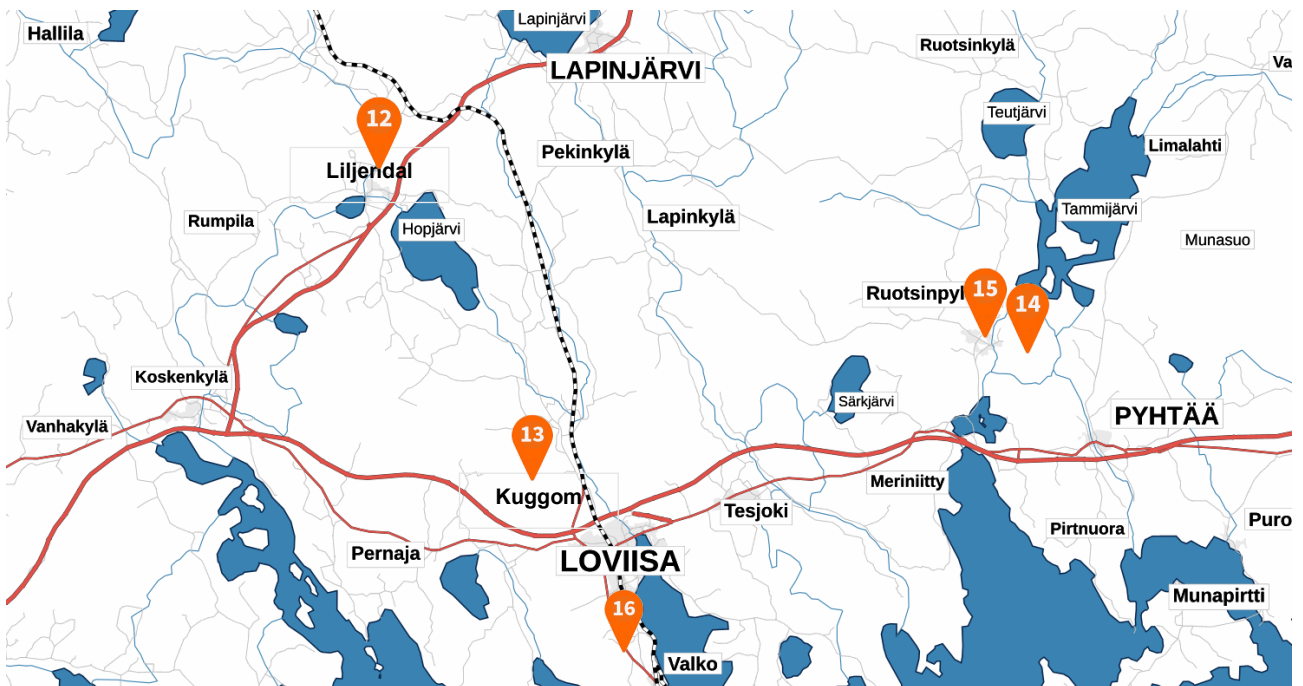 Lapinjärvi
Hallila
Ruotsinkylä
Va
LAPINJÄRVI
Teutjärvi
12
Limalahti
Pekinkylä
Liljendal
Tammijärvi
Lapinkylä
Rumpila
Hopjärvi
Munasuo
Ruotsinpyl
15
14
Koskenkylä
Särkjärvi
PYHTÄÄ
Vanhakylä
13
Meriniitty
Kuggom
Tesjoki
Puro
Pirtnuora
Pernaja
LOVIISA
Munapirtti
16
Valko